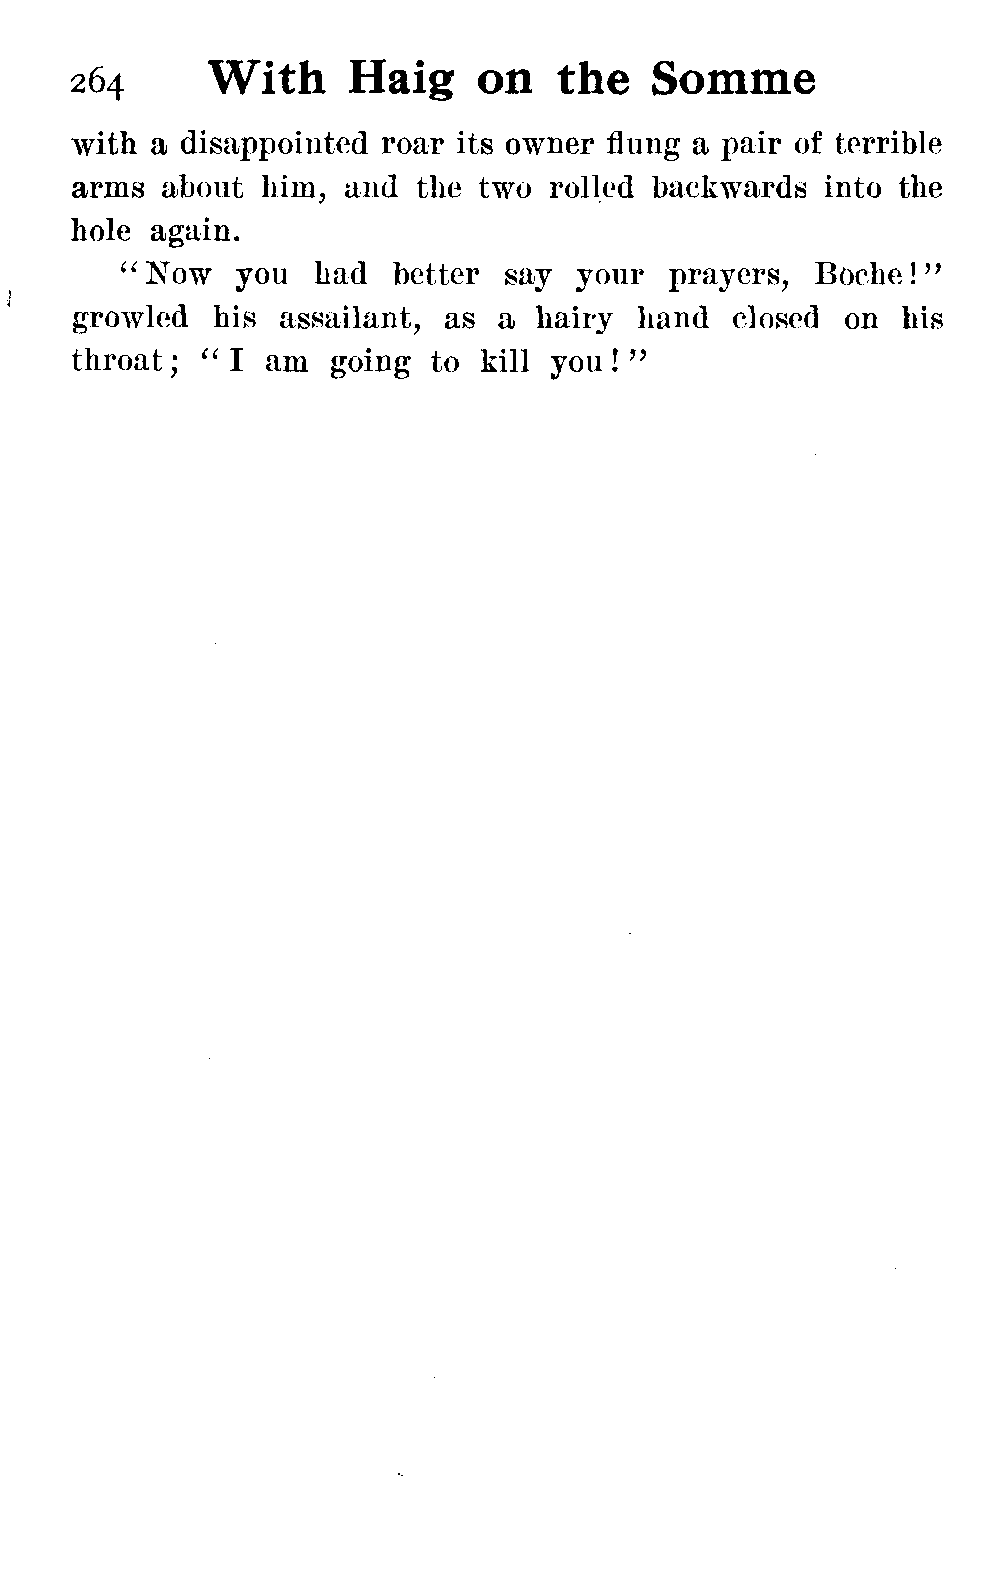 264 With Haig on the Somme
with a disappointed roar its owner flung a pair of terrible
arms about him, and the two rolled backwards into the
hole again.
"Now you had better say your prayers, Boche!"
growled his assailant, as a hairy hand closed on his
throat; "I am going to kill you!"